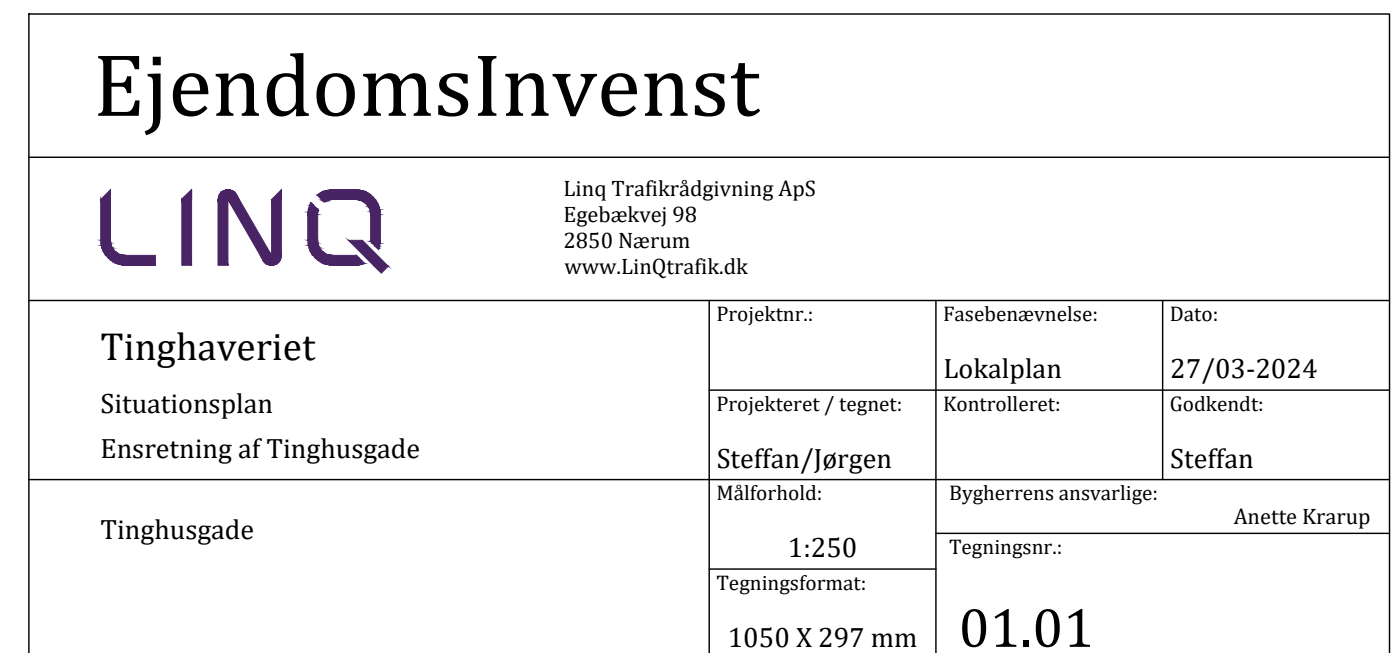 EjendomsInvenst
LINQ
Linq Trafikrådgivning ApS
Egebækvej 98
2850 Nærum
www.LinQtrafik.dk
Tinghaveriet
Situationsplan
Ensretning af Tinghusgade
Projektnr.:
Fasebenævnelse:
Lokalplan
Dato:
27/03-2024
Projekteret / tegnet:
Steffan/Jørgen
Kontrolleret:
Godkendt:
Steffan
Tinghusgade
Målforhold:
1:250
Bygherrens ansvarlige:
Anette Krarup
Tegningsformat:
1050 X 297 mm
Tegningsnr.:
01.01